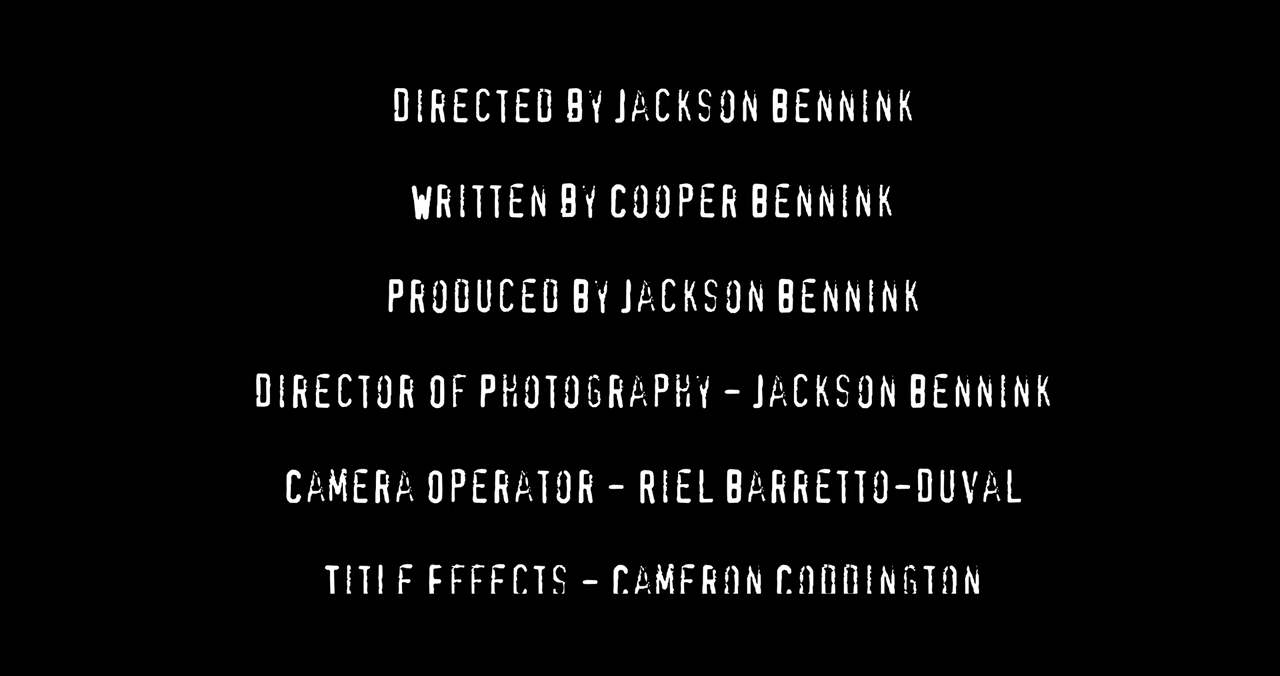 Directed By Jackson Bennink
Written By Cooper Bennink
Produced By Jackson Bennink
Director of Photography - Jackson Bennink
Camera Operator - Riel Barretto-Duval
Title Effects - Cameron Coddington